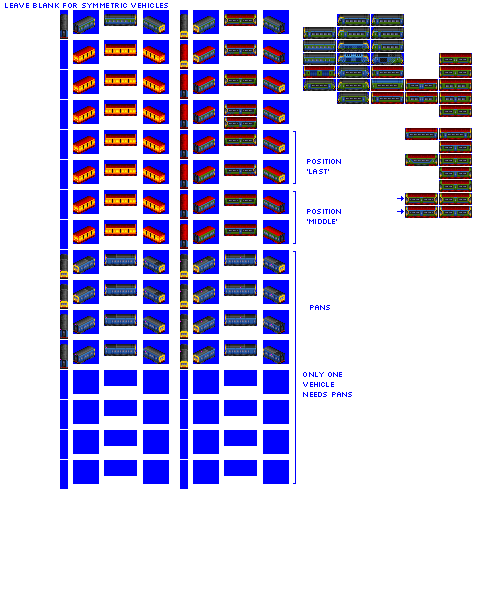 LEAVE BLANK FOR SYMMETRIC VEHICLES
POSITION
'LAST'
POSITION
'MIDDLE'
PANS
ONLY ONE
VEHICLE
NEEDS PANS